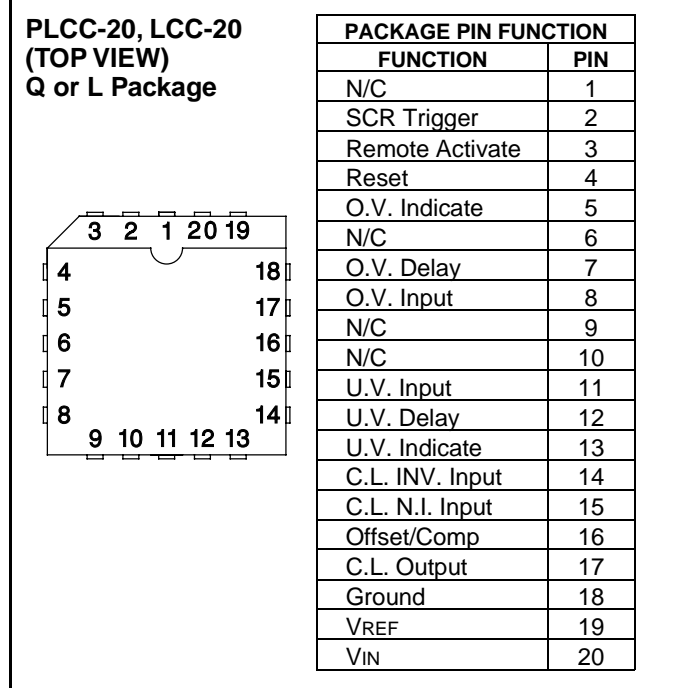 PLCC-20, LCC-20
(TOP VIEW)
Q or L Package
3 2 1 20 19
4 18
5 17
6 16
7 15
8 14
9 10 11 12 13
PACKAGE PIN FUNCTION
FUNCTION PIN
N/C 1
SCR Trigger 2
Remote Activate 3
Reset 4
O.V. Indicate 5
N/C 6
O.V. Delay 7
O.V. Input 8
N/C 9
N/C 10
U.V. Input 11
U.V. Delay 12
U.V. Indicate 13
C.L. INV. Input 14
C.L. N.I. Input 15
Offset/Comp 16
C.L. Output 17
Ground 18
VREF 19
VIN 20